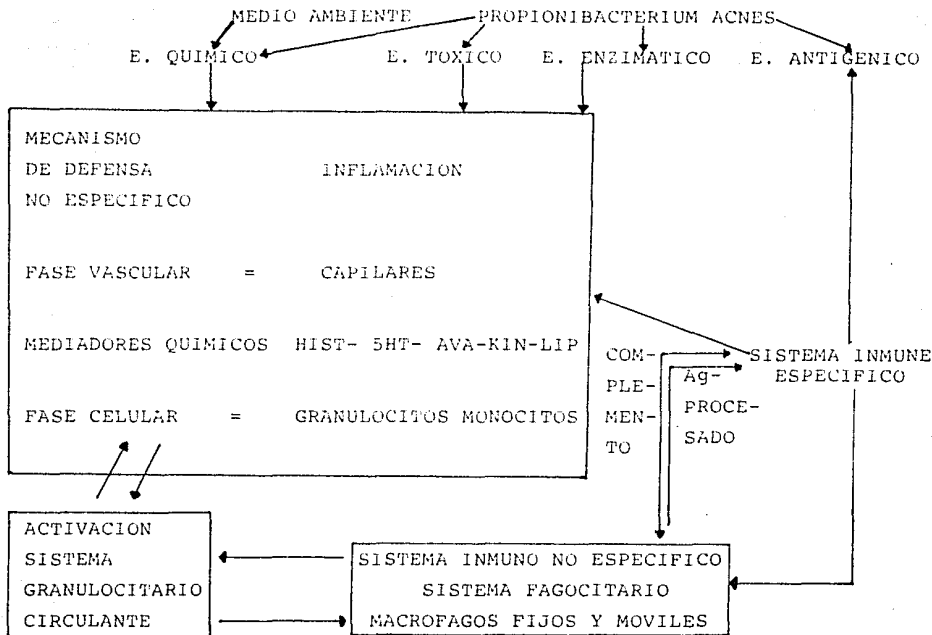 MEDIO AMBIENTE PROPIONIBACTERIUM ACNES
E. QUIMICO E. TOXICO E. ENZIMATICO E. ANTIGENICO
MECANISMO
DE DEFENSA INFLAMACION
NO ESPECIFICO
FASE VASCULAR = CAPILARES
MEDIADORES QUIMICOS HIST- 5HT- AVA-KIN-LIP
FASE CELULAR = GRANULOCITOS MONOCITOS
COM-
PLE-
MEN-
TO
Ag-
PROCE-
SADO
SISTEMA INMUNE
ESPECIFICO
ACTIVACION
SISTEMA
GRANULOCITARIO
CIRCULANTE
SISTEMA INMUNO NO ESPECIFICO
SISTEMA FAGOCITARIO
MACROFAGOS FIJOS Y MOVILES